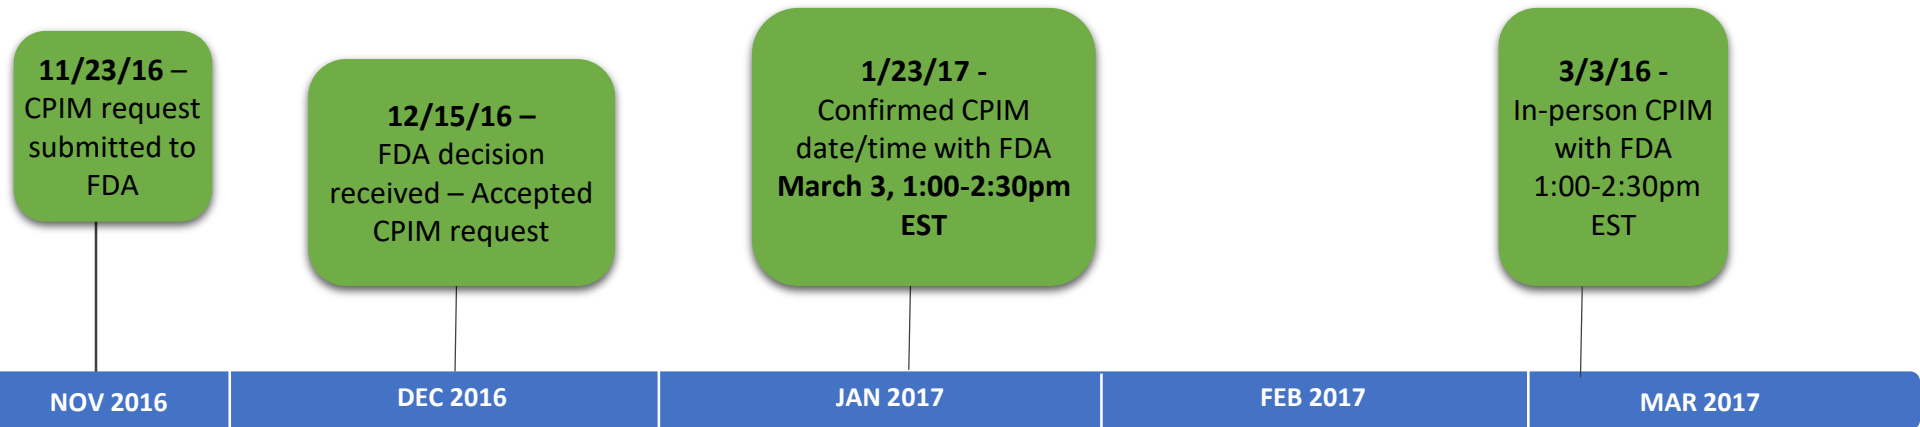 11/23/16 –
CPIM request
submitted to
FDA
12/15/16 –
FDA decision
received – Accepted
CPIM request
1/23/17 -
Confirmed CPIM
date/time with FDA
March 3, 1:00-2:30pm
EST
3/3/16 -
In-person CPIM
with FDA
1:00-2:30pm
EST
NOV 2016
DEC 2016
JAN 2017
FEB 2017
MAR 2017